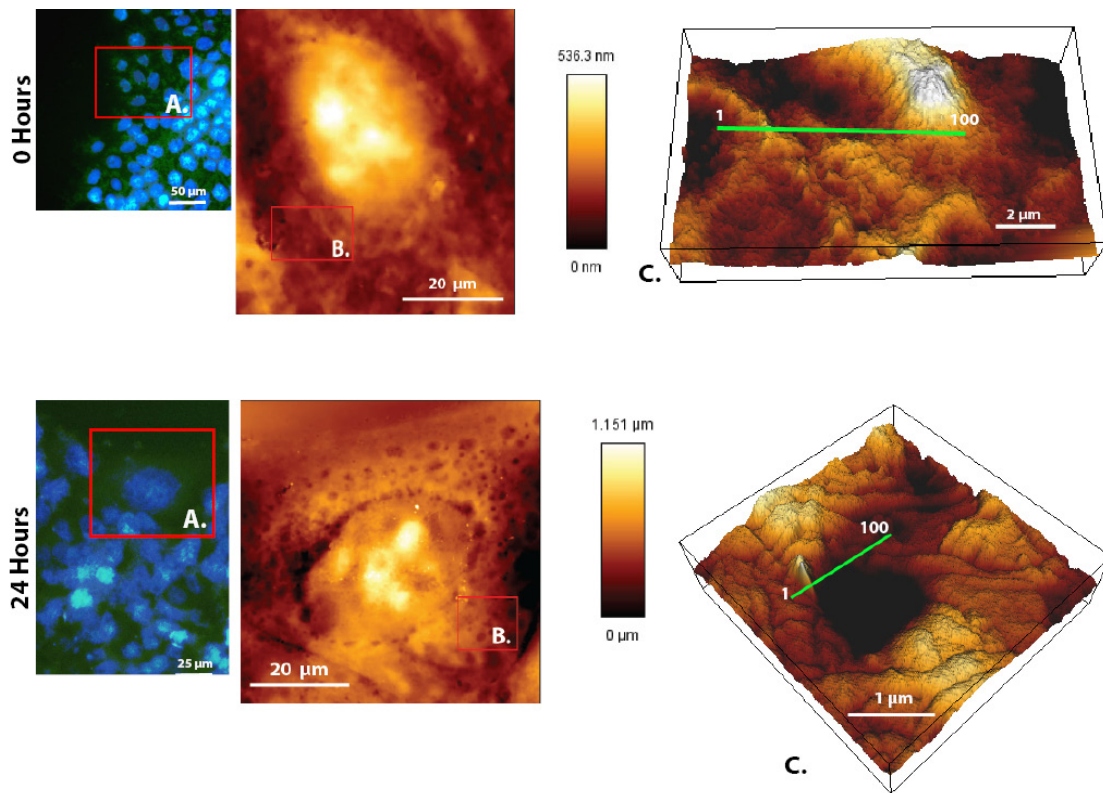 0 Hours
A.
50 µm
B.
20 µm
536.3 nm
0 nm
1
100
2 µm
C.
24 Hours
A.
25 µm
B.
20 µm
1.151 µm
0 µm
100
1
1 µm
C.